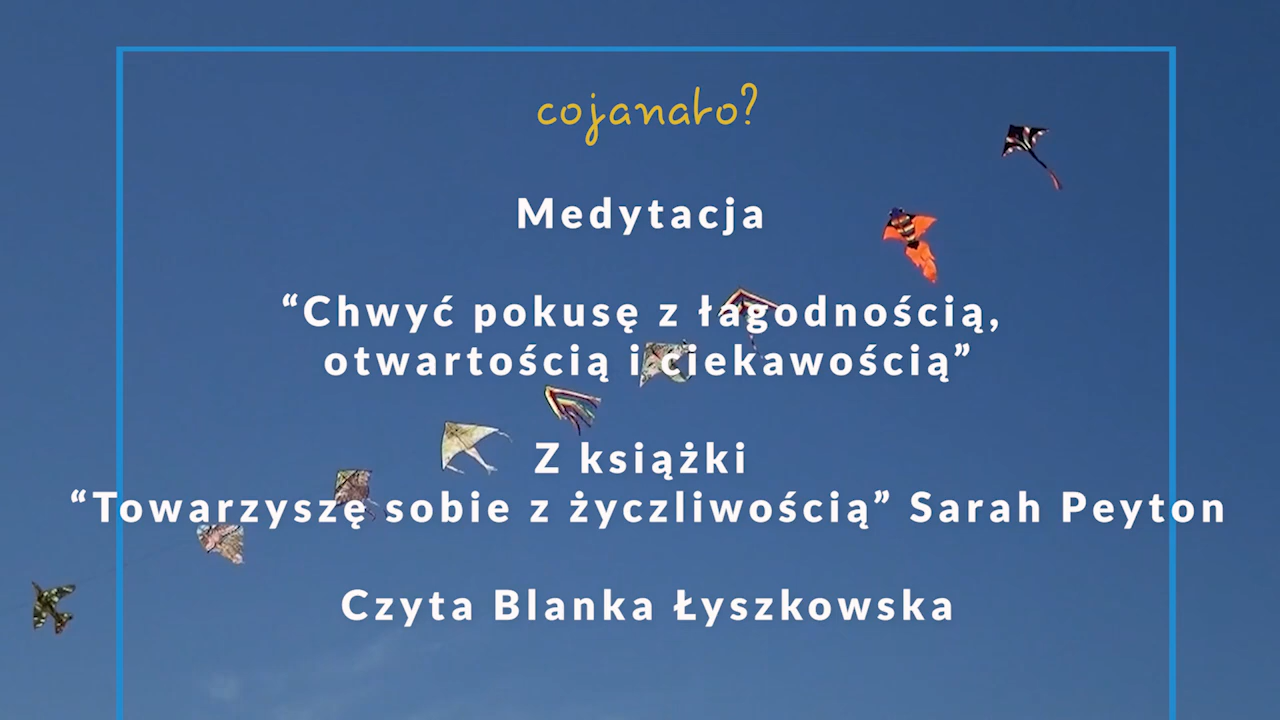 cojanato?
Medytacja
“Chwyć pokusę z łagodnością,
otwartością i ciekawością”
Z książki
“Towarzyszę sobie z życzliwością” Sarah Peyton
Czyta Blanka Łyszkowska